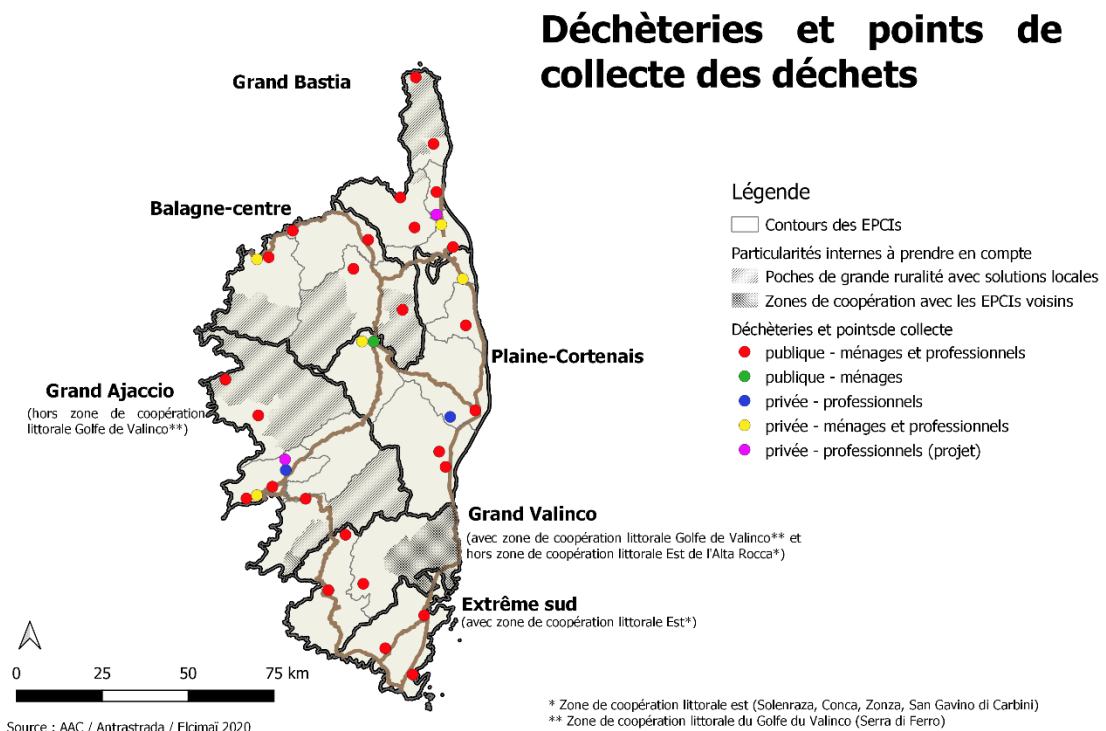 Déchèteries et points de
collecte des déchets
Grand Bastia
Balagne-centre
Plaine-Cortenais
Grand Ajaccio
(hors zone de coopération
littorale Golfe de Valinco**)
Grand Valinco
(avec zone de coopération littorale Golfe de Valinco** et
hors zone de coopération littorale Est de l'Alta Rocca*)
Extrême sud
(avec zone de coopération littorale Est*)
Légende
Contours des EPCIs
Particularités internes à prendre en compte
Poches de grande ruralité avec solutions locales
Zones de coopération avec les EPCIs voisins
Déchèteries et pointsde collecte
publique - ménages et professionnels
publique - ménages
privée - professionnels
privée - ménages et professionnels
privée - professionnels (projet)
0 25 50 75 km
* Zone de coopération littorale est (Solenraza, Conca, Zonza, San Gavino di Carbini)
** Zone de coopération littorale du Golfe du Valinco (Serra di Ferro)
Source : AAC / Antrastrada / Elcimaï 2020